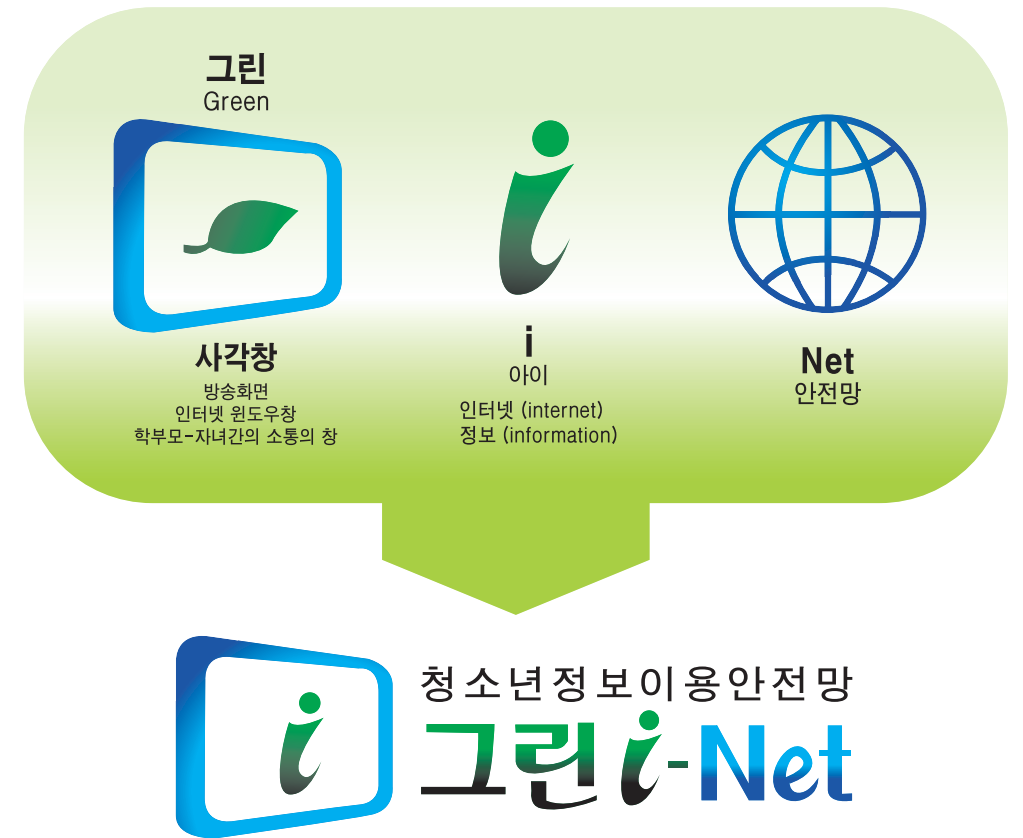 그린
Green
사각창
방송화면
인터넷 윈도우창
학부모-자녀간의 소통의 창
i
i
아이
인터넷 (internet)
정보 (information)
Net
안전망
i
청소년정보이용안전망
그린 i-Net